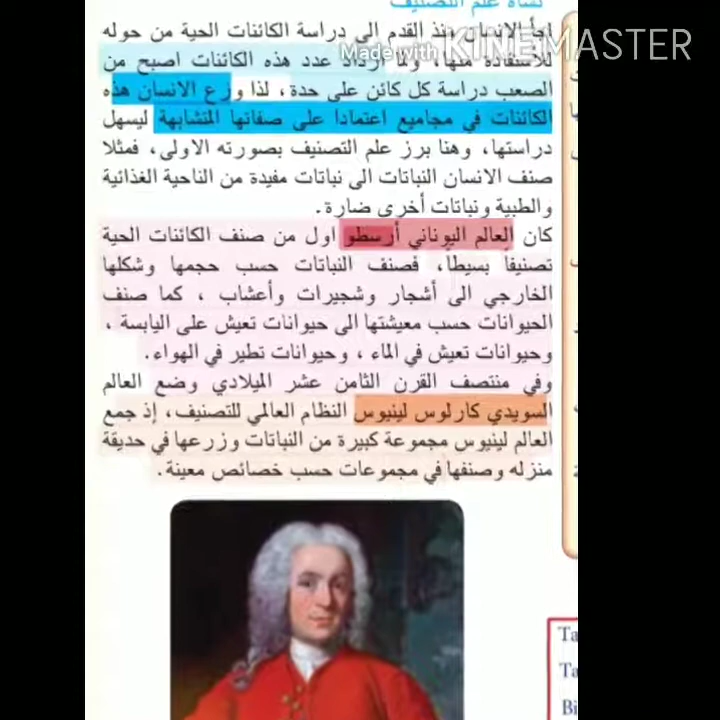 نشأة علم التصنيف
بدأ الانسان منذ القدم الى دراسة الكائنات الحية من حوله
للاستفادة منها، ولما ازداد عدد هذه الكائنات اصبح من
الصعب دراسة كل كائن على حدة، لذا وزع الانسان هذه
الكائنات في مجاميع اعتمادا على صفاتها المتشابهة ليسهل
دراستها، وهنا برز علم التصنيف بصورته الاولى، فمثلا
صنف الانسان النباتات الى نباتات مفيدة من الناحية الغذائية
والطبية ونباتات أخرى ضارة.
كان العالم اليوناني أرسطو اول من صنف الكائنات الحية
تصنيفاً بسيطاً، فصنف النباتات حسب حجمها وشكلها
الخارجي الى أشجار وشجيرات وأعشاب ، كما صنف
الحيوانات حسب معيشتها الى حيوانات تعيش على اليابسة ،
وحيوانات تعيش في الماء ، وحيوانات تطير في الهواء.
وفي منتصف القرن الثامن عشر الميلادي وضع العالم
السويدي كارلوس لينيوس النظام العالمي للتصنيف، إذ جمع
العالم لينيوس مجموعة كبيرة من النباتات وزرعها في حديقة
منزله وصنفها في مجموعات حسب خصائص معينة.
Made with KINEMASTER
Ta
Ta
Bi